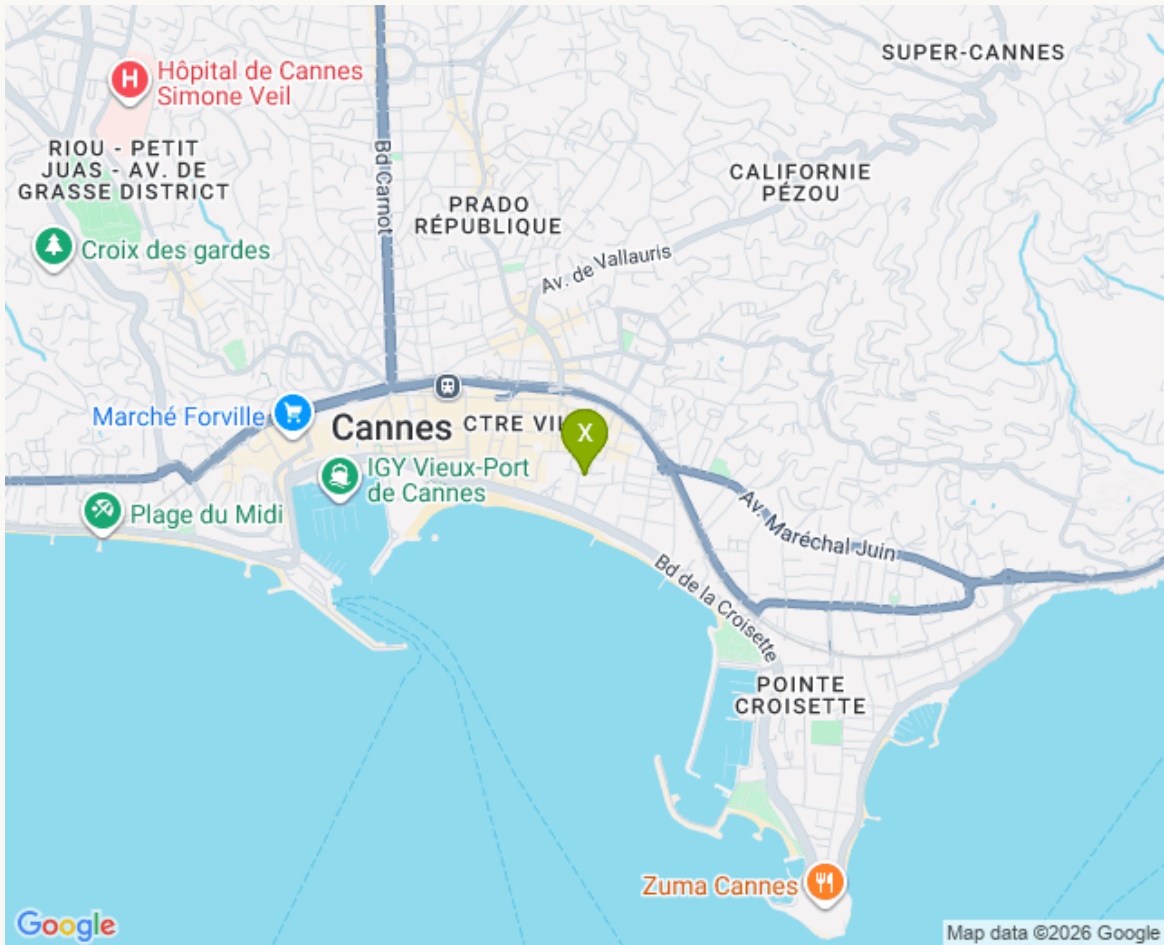 SUPER-CANNES
Hôpital de Cannes
Simone Veil
H
RIOU - PETIT
JUAS - AV. DE
GRASSE DISTRICT
Bd Carnot
CALIFORNIE
PÉZOU
PRADO
RÉPUBLIQUE
Croix des gardes
Av. de Vallauris
Marché Forville
Cannes
CTRE VIL
X
IGY Vieux-Port
de Cannes
Plage du Midi
Av. Maréchal Juin
Bd de la Croisette
POINTE
CROISETTE
Zuma Cannes
Google
Map data ©2026 Google